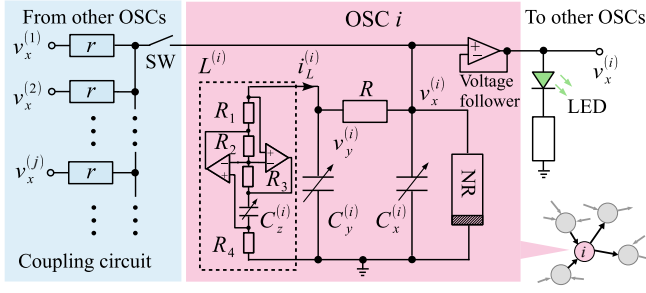 From other OSCs
v_x^(1)
r
SW
v_x^(2)
r
v_x^(j)
r
Coupling circuit
OSC i
L^(i)
i_L^(i)
R_1
R_2
R_3
C_z^(i)
R_4
R
v_y^(i)
v_x^(i)
C_y^(i)
C_x^(i)
NR
+
−
Voltage
follower
To other OSCs
v_x^(i)
LED
i